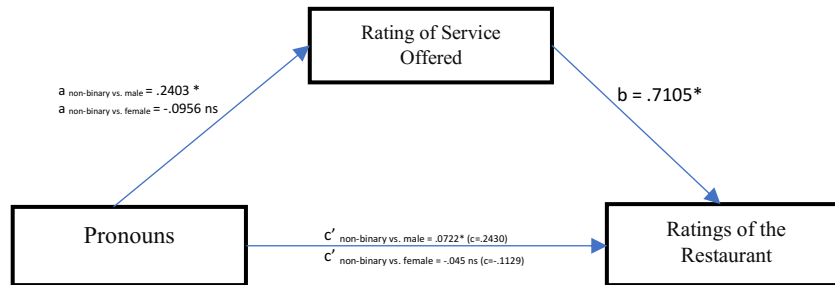 Rating of Service
Offered
a non-binary vs. male = .2403 *
a non-binary vs. female = -.0956 ns
b = .7105*
Pronouns
c’ non-binary vs. male = .0722* (c=.2430)
c’ non-binary vs. female = -.045 ns (c=-.1129)
Ratings of the
Restaurant